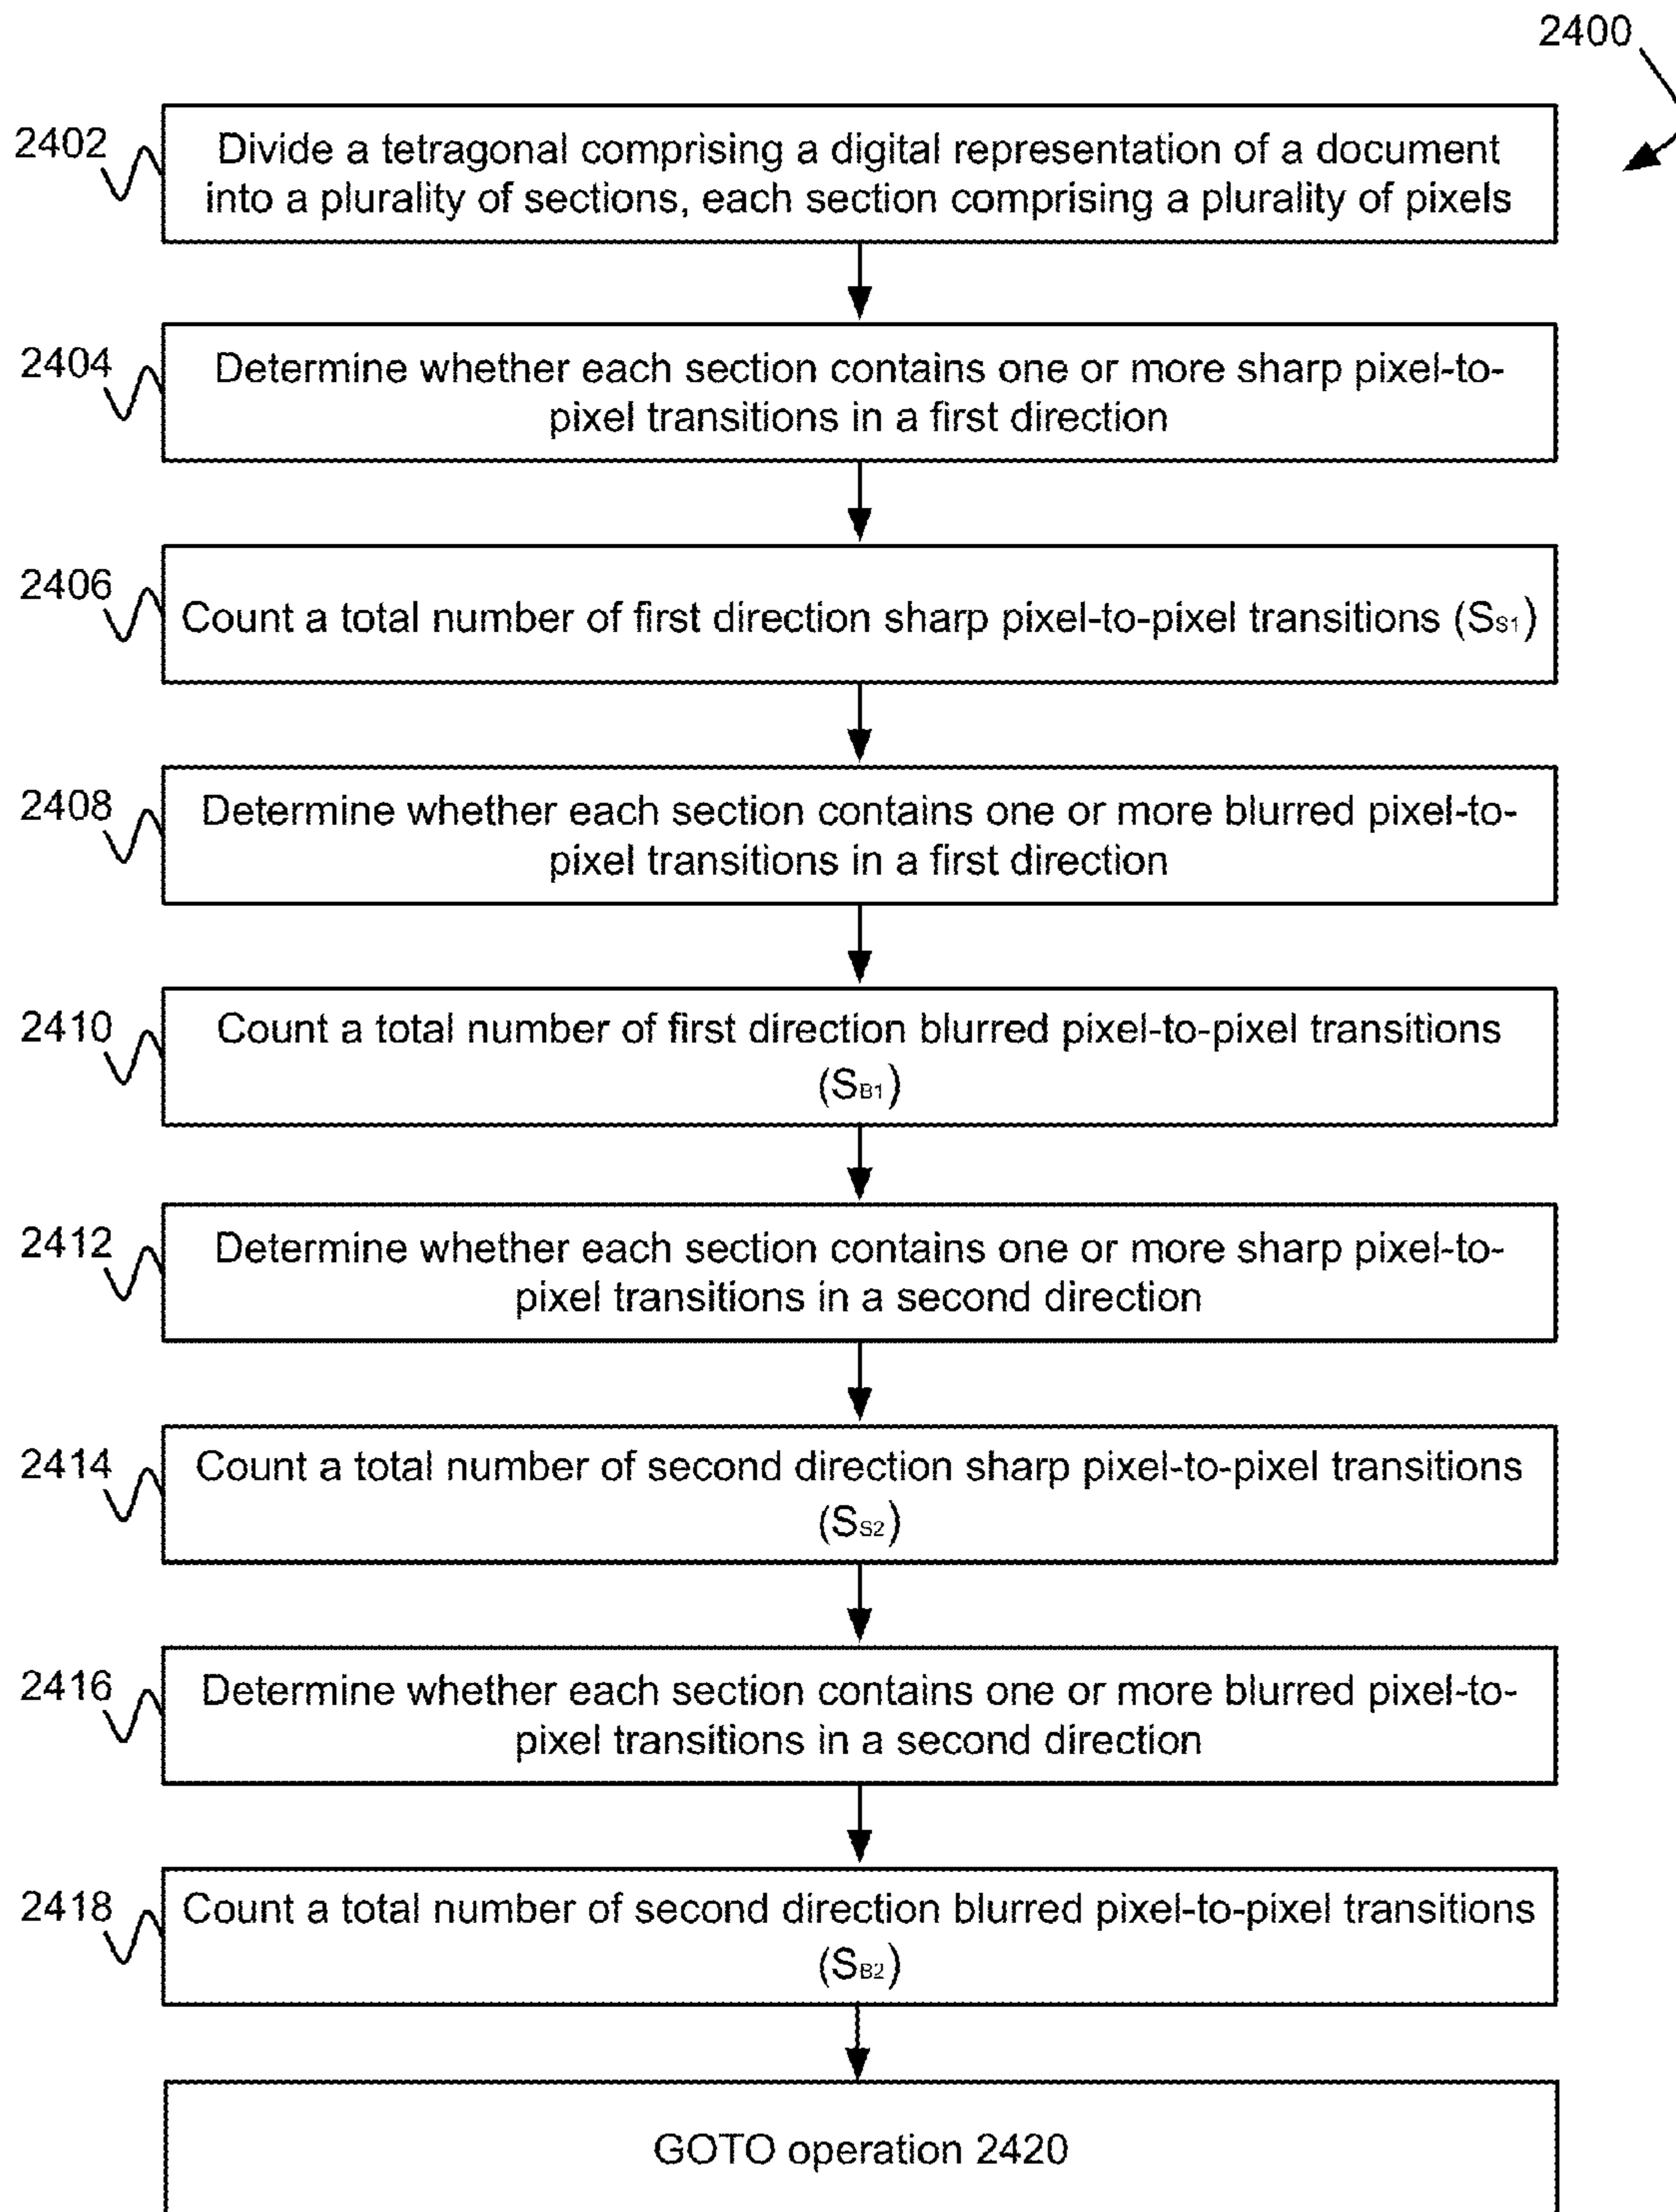 2400
2402
Divide a tetragonal comprising a digital representation of a document
into a plurality of sections, each section comprising a plurality of pixels
2404
Determine whether each section contains one or more sharp pixel-to-
pixel transitions in a first direction
2406
Count a total number of first direction sharp pixel-to-pixel transitions (SS1)
2408
Determine whether each section contains one or more blurred pixel-to-
pixel transitions in a first direction
2410
Count a total number of first direction blurred pixel-to-pixel transitions
(SB1)
2412
Determine whether each section contains one or more sharp pixel-to-
pixel transitions in a second direction
2414
Count a total number of second direction sharp pixel-to-pixel transitions
(SS2)
2416
Determine whether each section contains one or more blurred pixel-to-
pixel transitions in a second direction
2418
Count a total number of second direction blurred pixel-to-pixel transitions
(SB2)
GOTO operation 2420